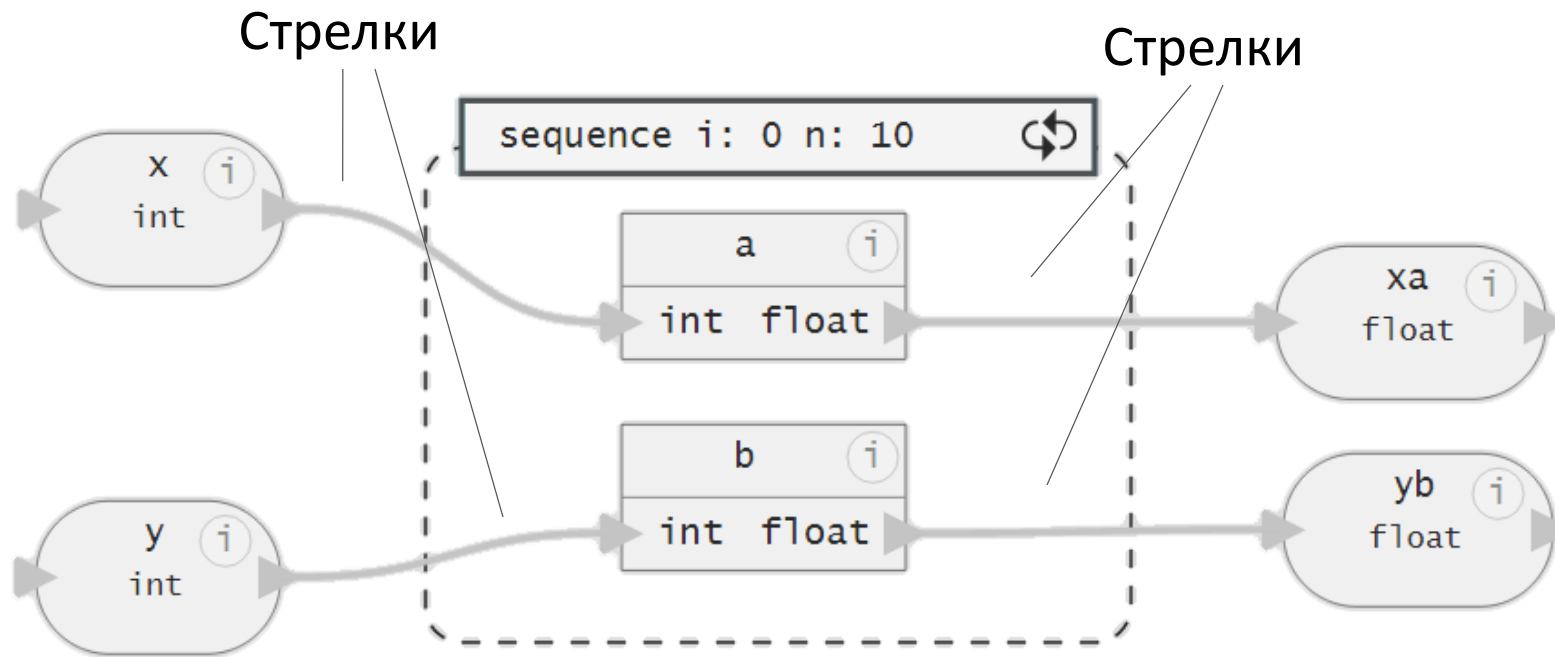 Стрелки
Стрелки
sequence i: 0 n: 10
x
i
int
a
i
int float
xa
i
float
b
i
int float
y
i
int
yb
i
float